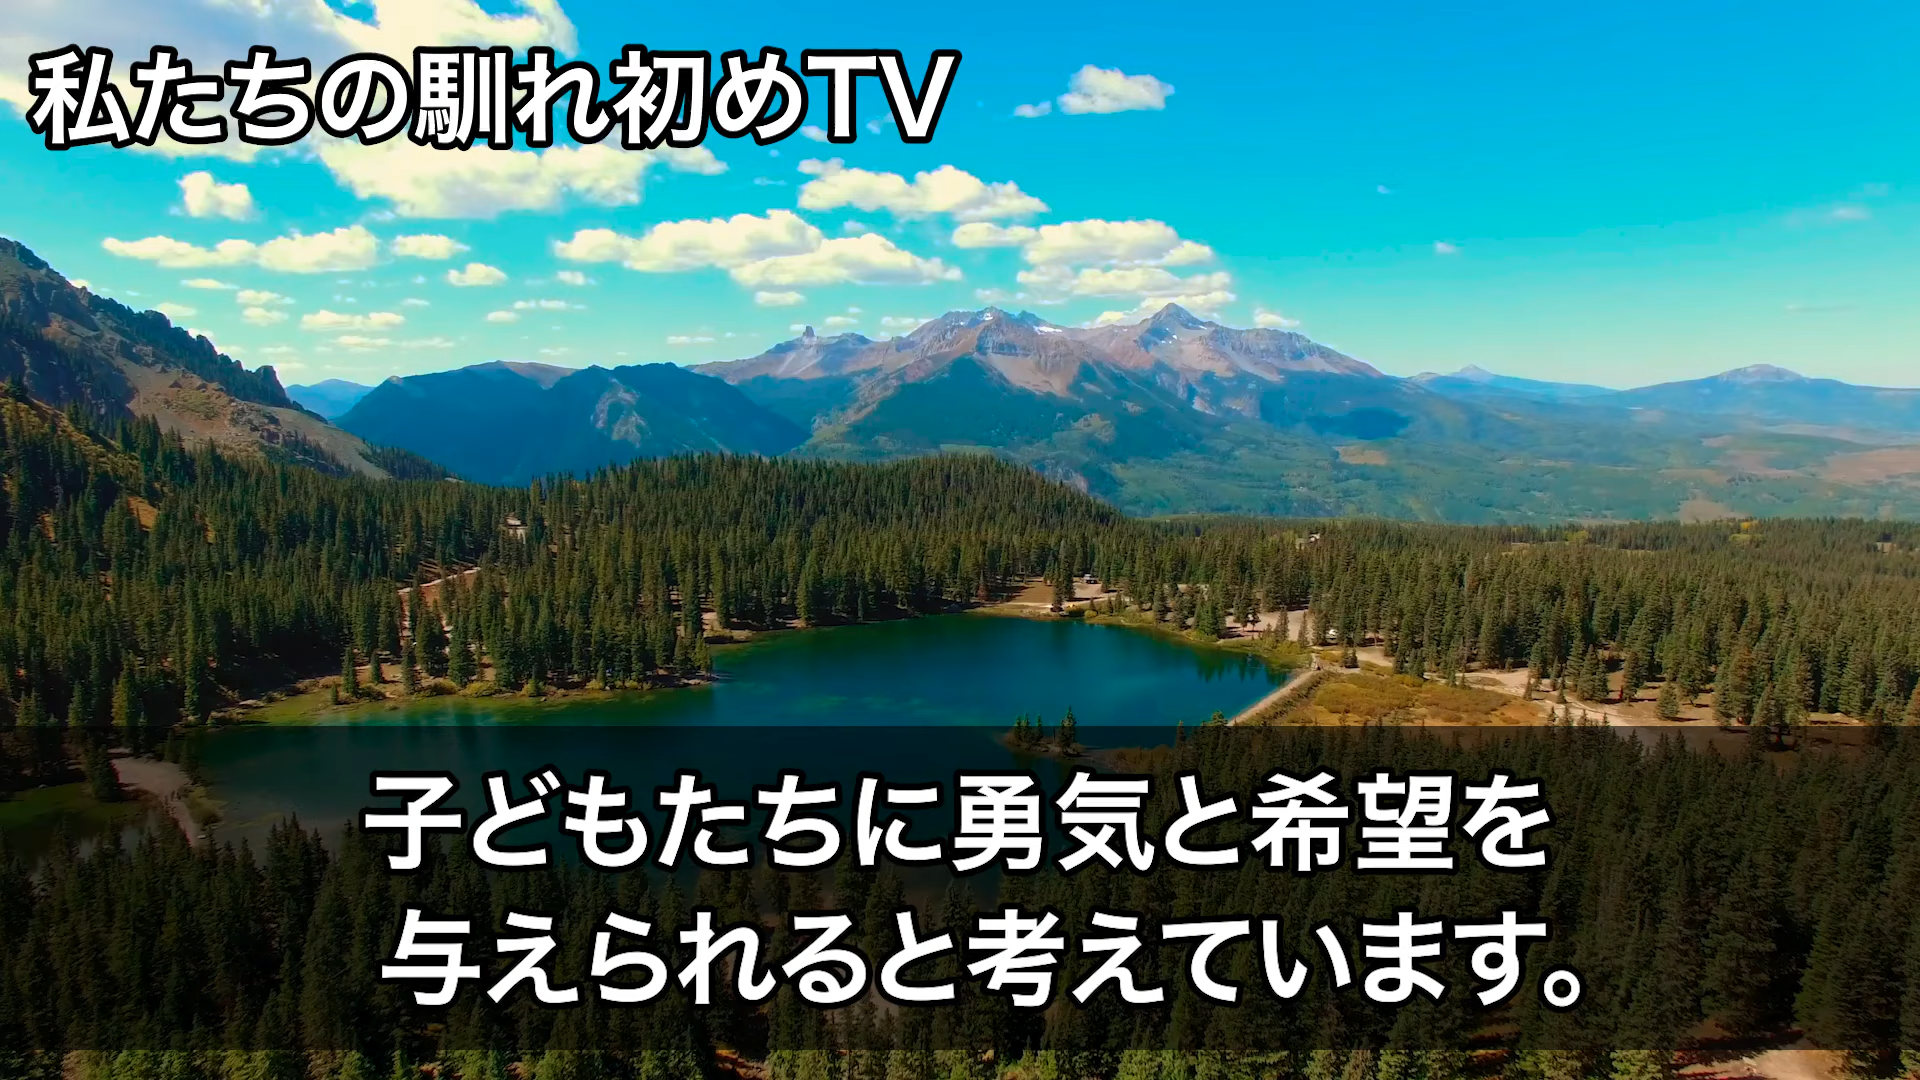 私たちの馴れ初めTV
子どもたちに勇気と希望を
与えられると考えています。